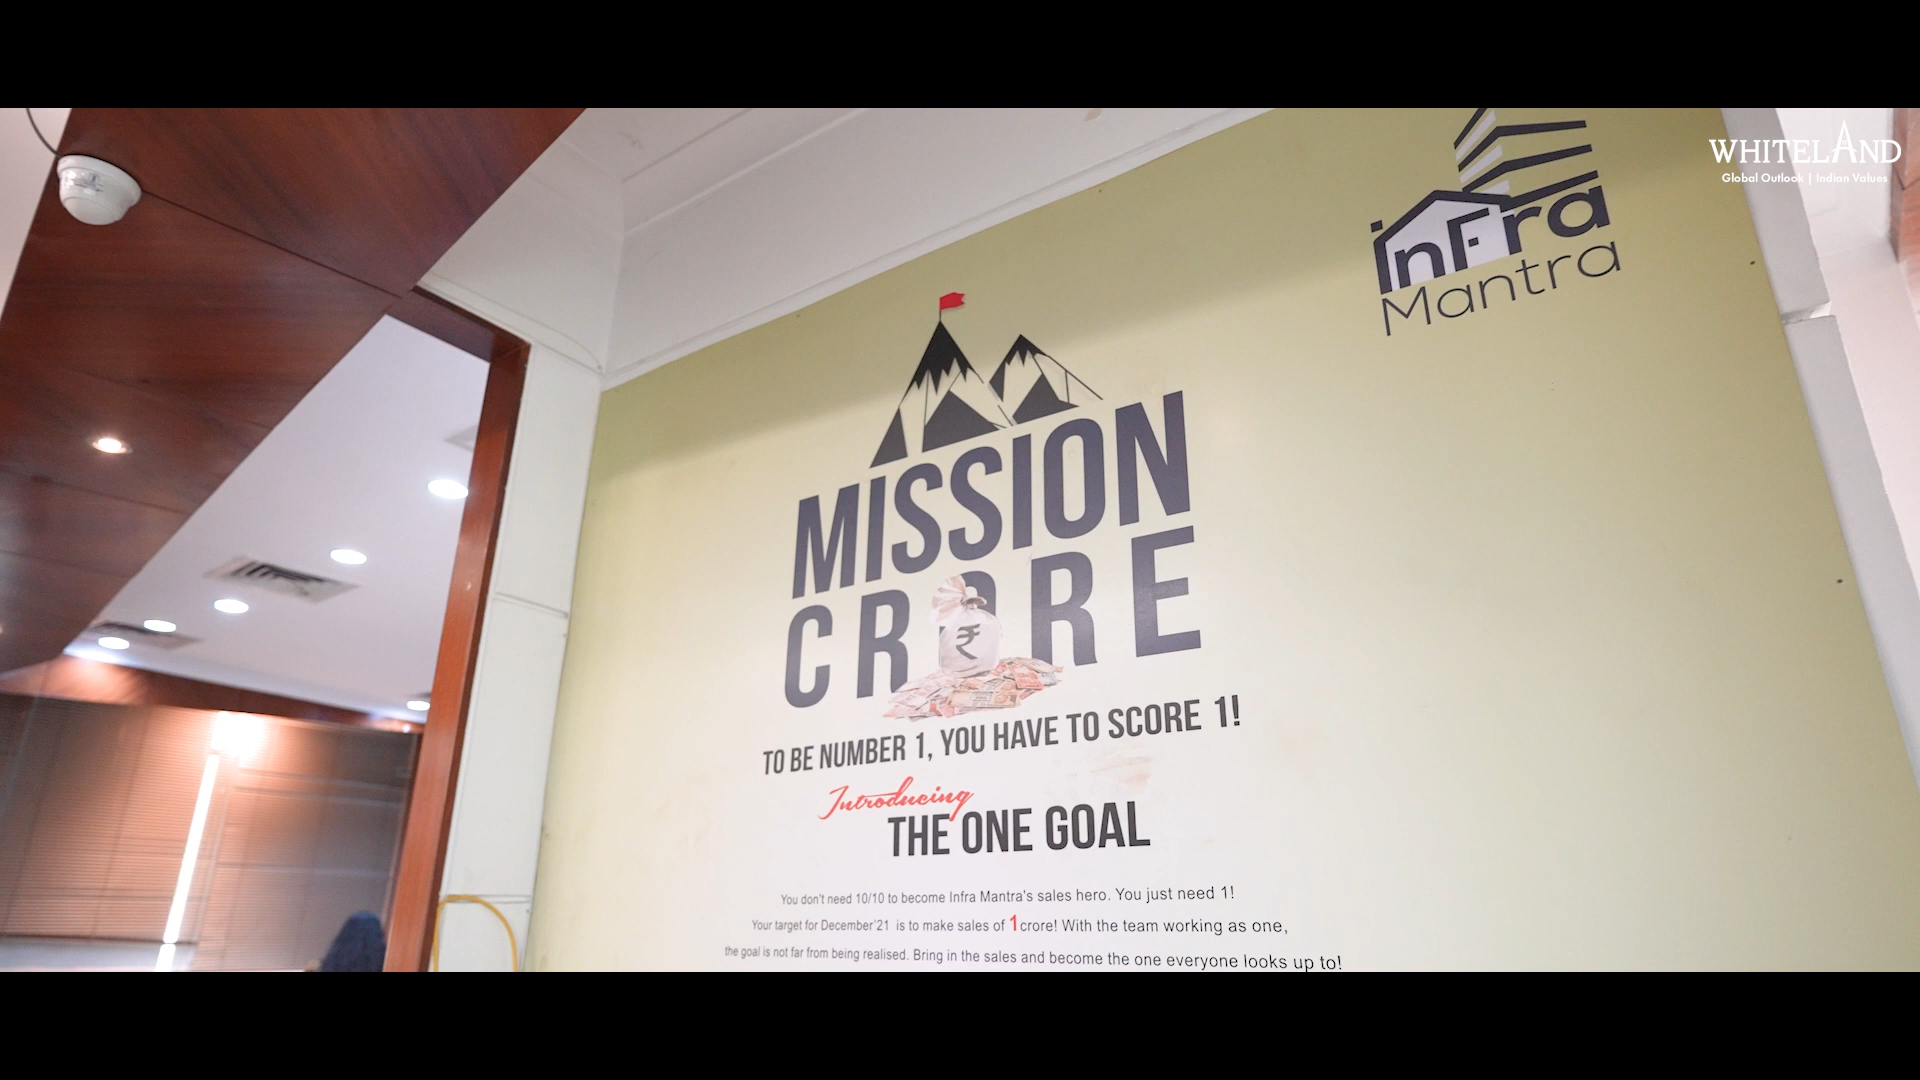 WHITELAND
Global Outlook | Indian Values
inFra
Mantra
MISSION
CRORE
₹
TO BE NUMBER 1, YOU HAVE TO SCORE 1!
Introducing
THE ONE GOAL
You don't need 10/10 to become Infra Mantra's sales hero. You just need 1!
Your target for December'21 is to make sales of 1crore! With the team working as one,
the goal is not far from being realised. Bring in the sales and become the one everyone looks up to!